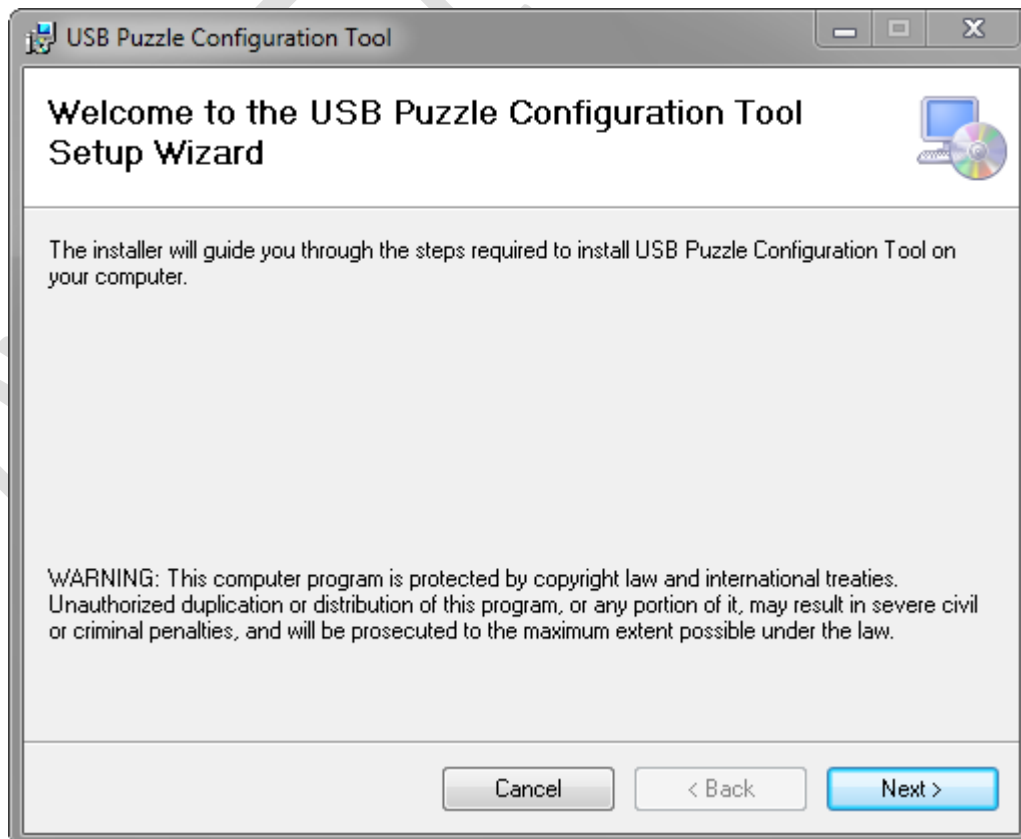 USB Puzzle Configuration Tool
Welcome to the USB Puzzle Configuration Tool
Setup Wizard
The installer will guide you through the steps required to install USB Puzzle Configuration Tool on
your computer.
WARNING: This computer program is protected by copyright law and international treaties.
Unauthorized duplication or distribution of this program, or any portion of it, may result in severe civil
or criminal penalties, and will be prosecuted to the maximum extent possible under the law.
Cancel < Back Next >